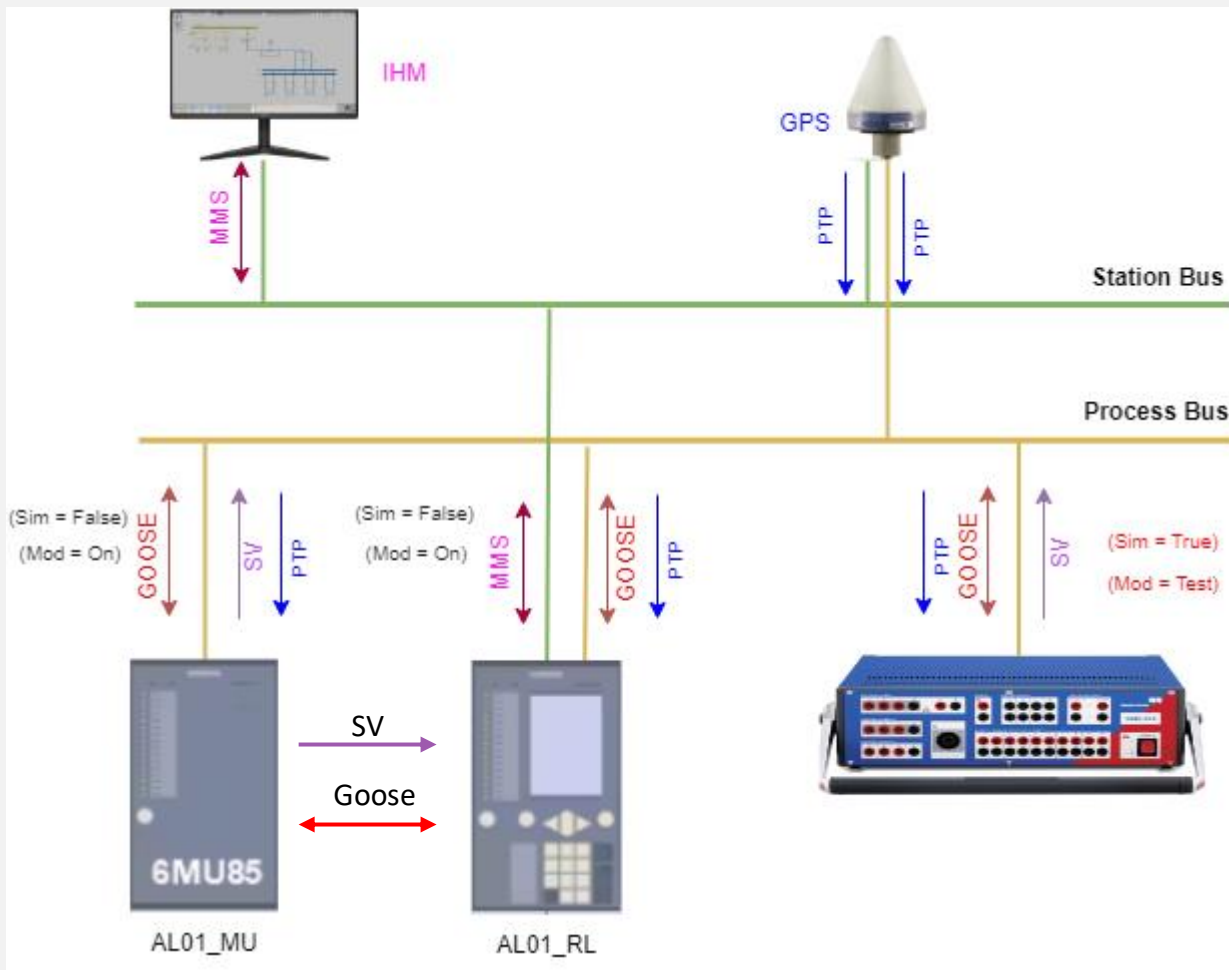 IHM
GPS
MMS
PTP
PTP
Station Bus
Process Bus
(Sim = False)
(Mod = On)
GOOSE
SV
PTP
(Sim = False)
(Mod = On)
MMS
GOOSE
PTP
PTP
GOOSE
SV
(Sim = True)
(Mod = Test)
SV
Goose
6MU85
AL01_MU
AL01_RL